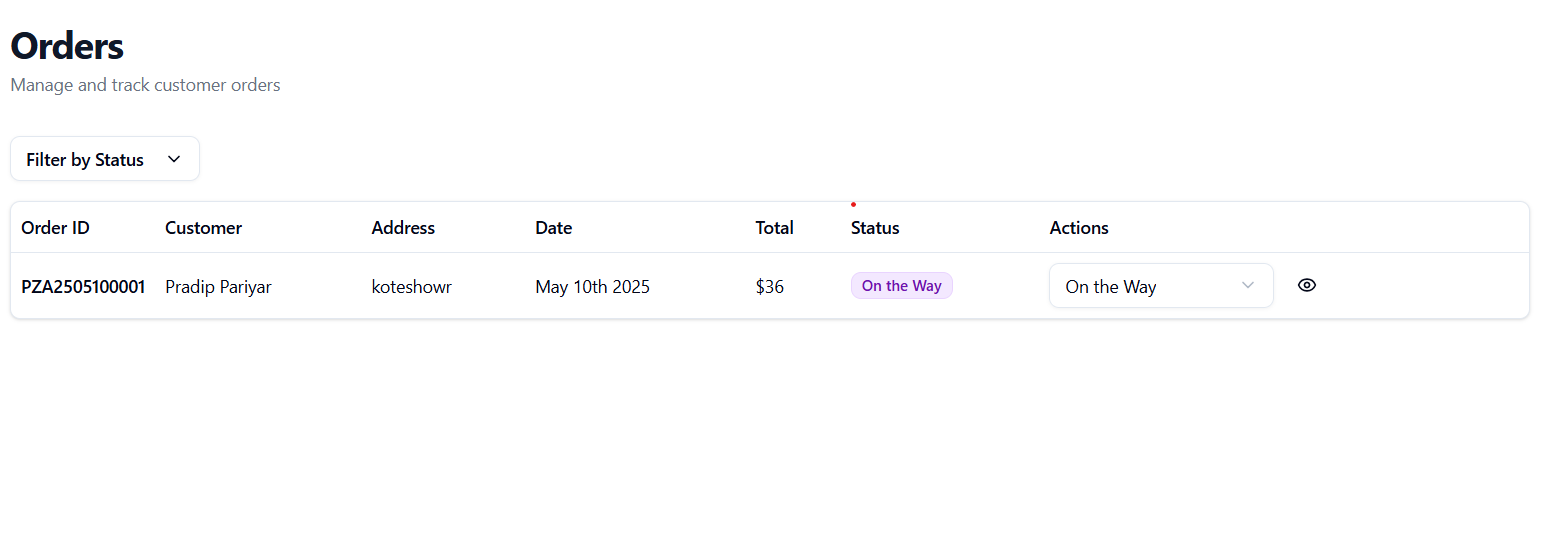 Orders
Manage and track customer orders
Filter by Status
Order ID Customer Address Date Total Status Actions
PZA2505100001 Pradip Pariyar koteshowr May 10th 2025 $36 On the Way On the Way